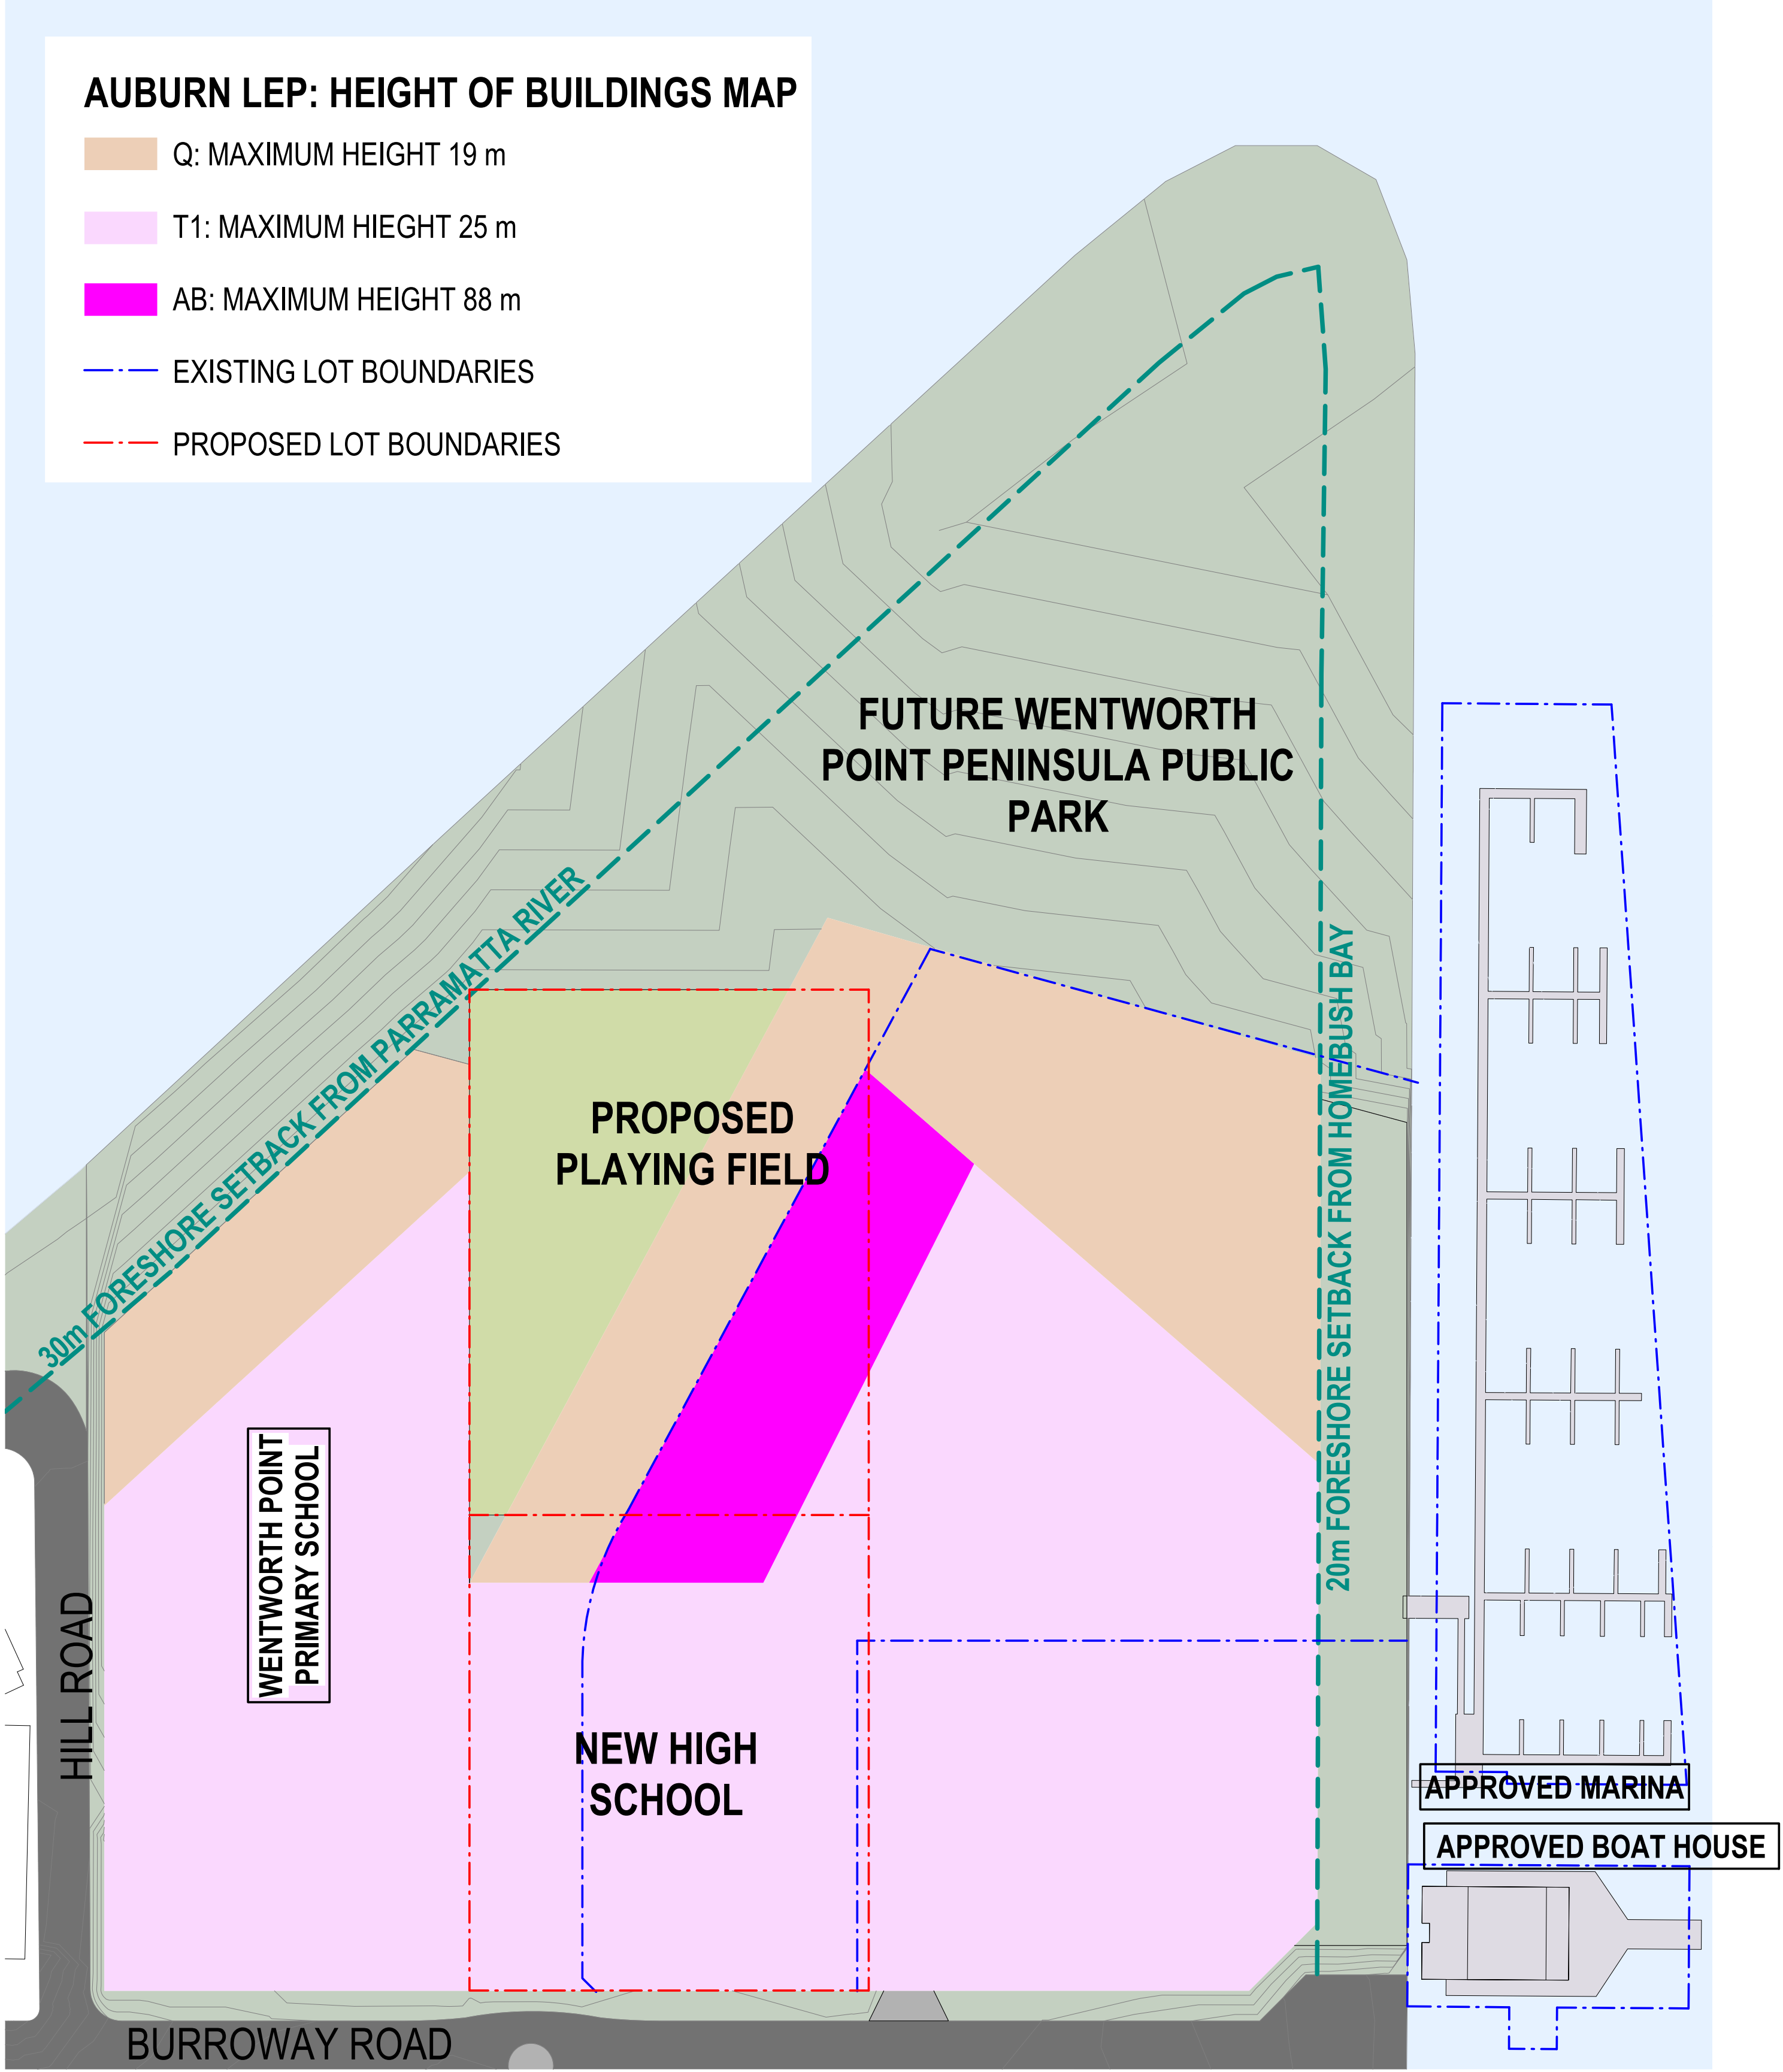 AUBURN LEP: HEIGHT OF BUILDINGS MAP
Q: MAXIMUM HEIGHT 19 m
T1: MAXIMUM HIEGHT 25 m
AB: MAXIMUM HEIGHT 88 m
EXISTING LOT BOUNDARIES
PROPOSED LOT BOUNDARIES
FUTURE WENTWORTH
POINT PENINSULA PUBLIC
PARK
30m FORESHORE SETBACK FROM PARRAMATTA RIVER
20m FORESHORE SETBACK FROM HOMEBUSH BAY
PROPOSED
PLAYING FIELD
WENTWORTH POINT
PRIMARY SCHOOL
HILL ROAD
NEW HIGH
SCHOOL
APPROVED MARINA
APPROVED BOAT HOUSE
BURROWAY ROAD